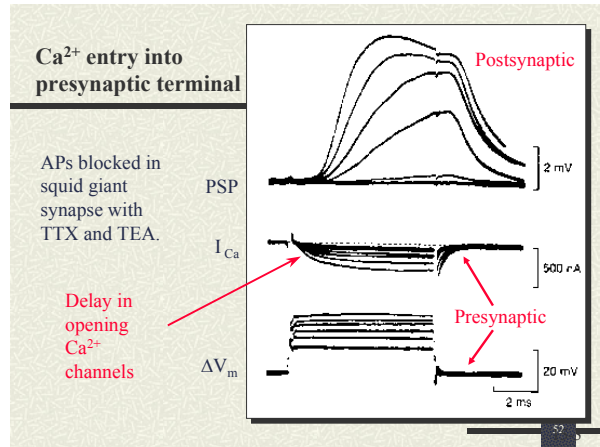 Ca²⁺ entry into
presynaptic terminal
Postsynaptic
APs blocked in
squid giant
synapse with
TTX and TEA.
PSP
2 mV
I Ca
500 nA
Delay in
opening
Ca²⁺
channels
Presynaptic
ΔVm
20 mV
2 ms
52